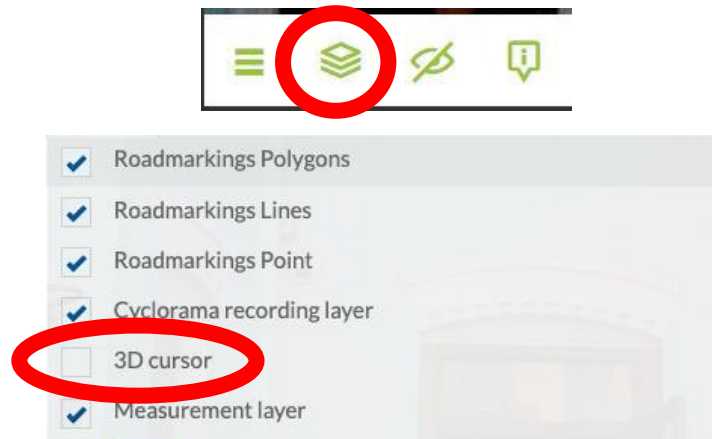 Roadmarkings Polygons
Roadmarkings Lines
Roadmarkings Point
Cyclorama recording layer
3D cursor
Measurement layer